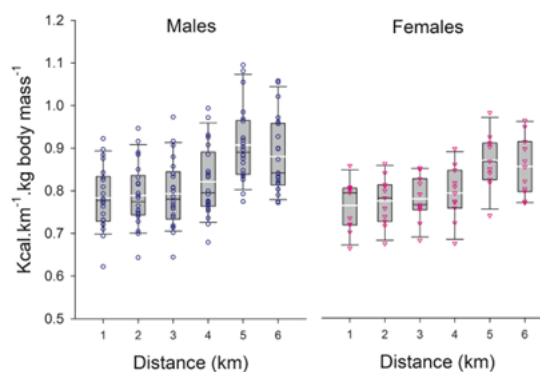 Males
Females
Kcal.km⁻¹.kg body mass⁻¹
1.2
1.1
1.0
0.9
0.8
0.7
0.6
0.5
1 2 3 4 5 6
1 2 3 4 5 6
Distance (km)
Distance (km)